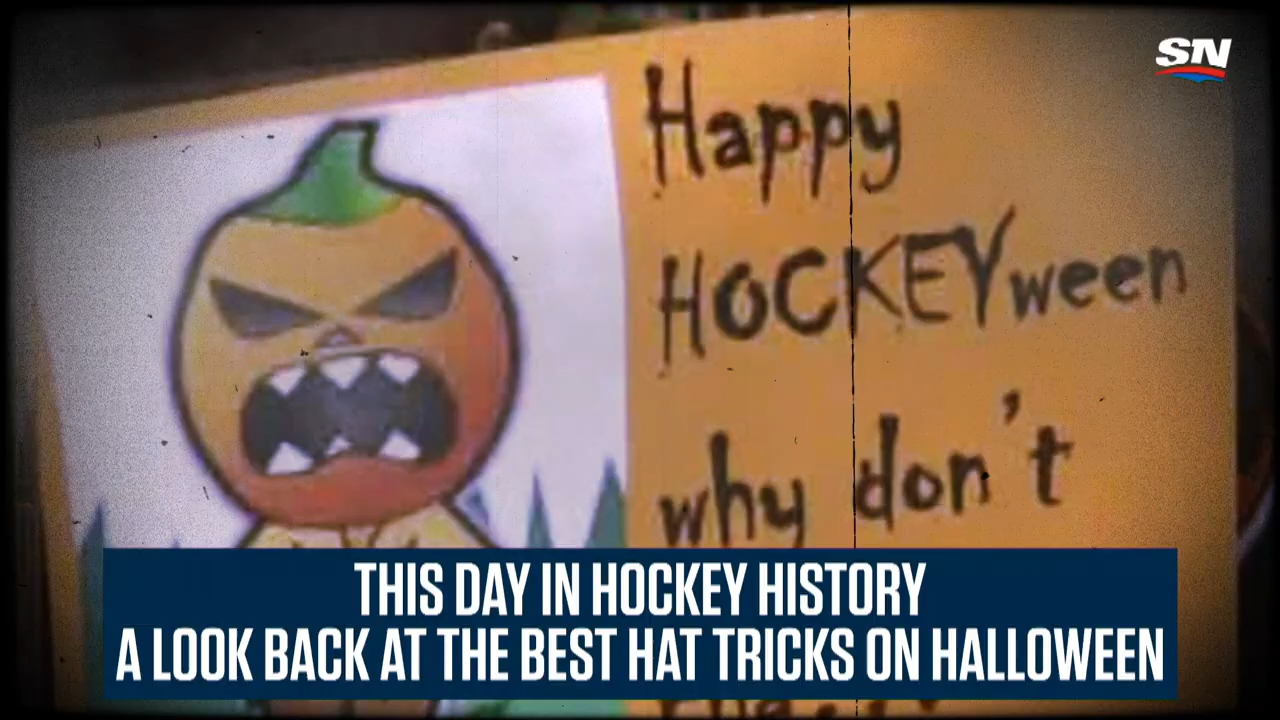 SN
Happy
HOCKEYween
why don't
THIS DAY IN HOCKEY HISTORY
A LOOK BACK AT THE BEST HAT TRICKS ON HALLOWEEN